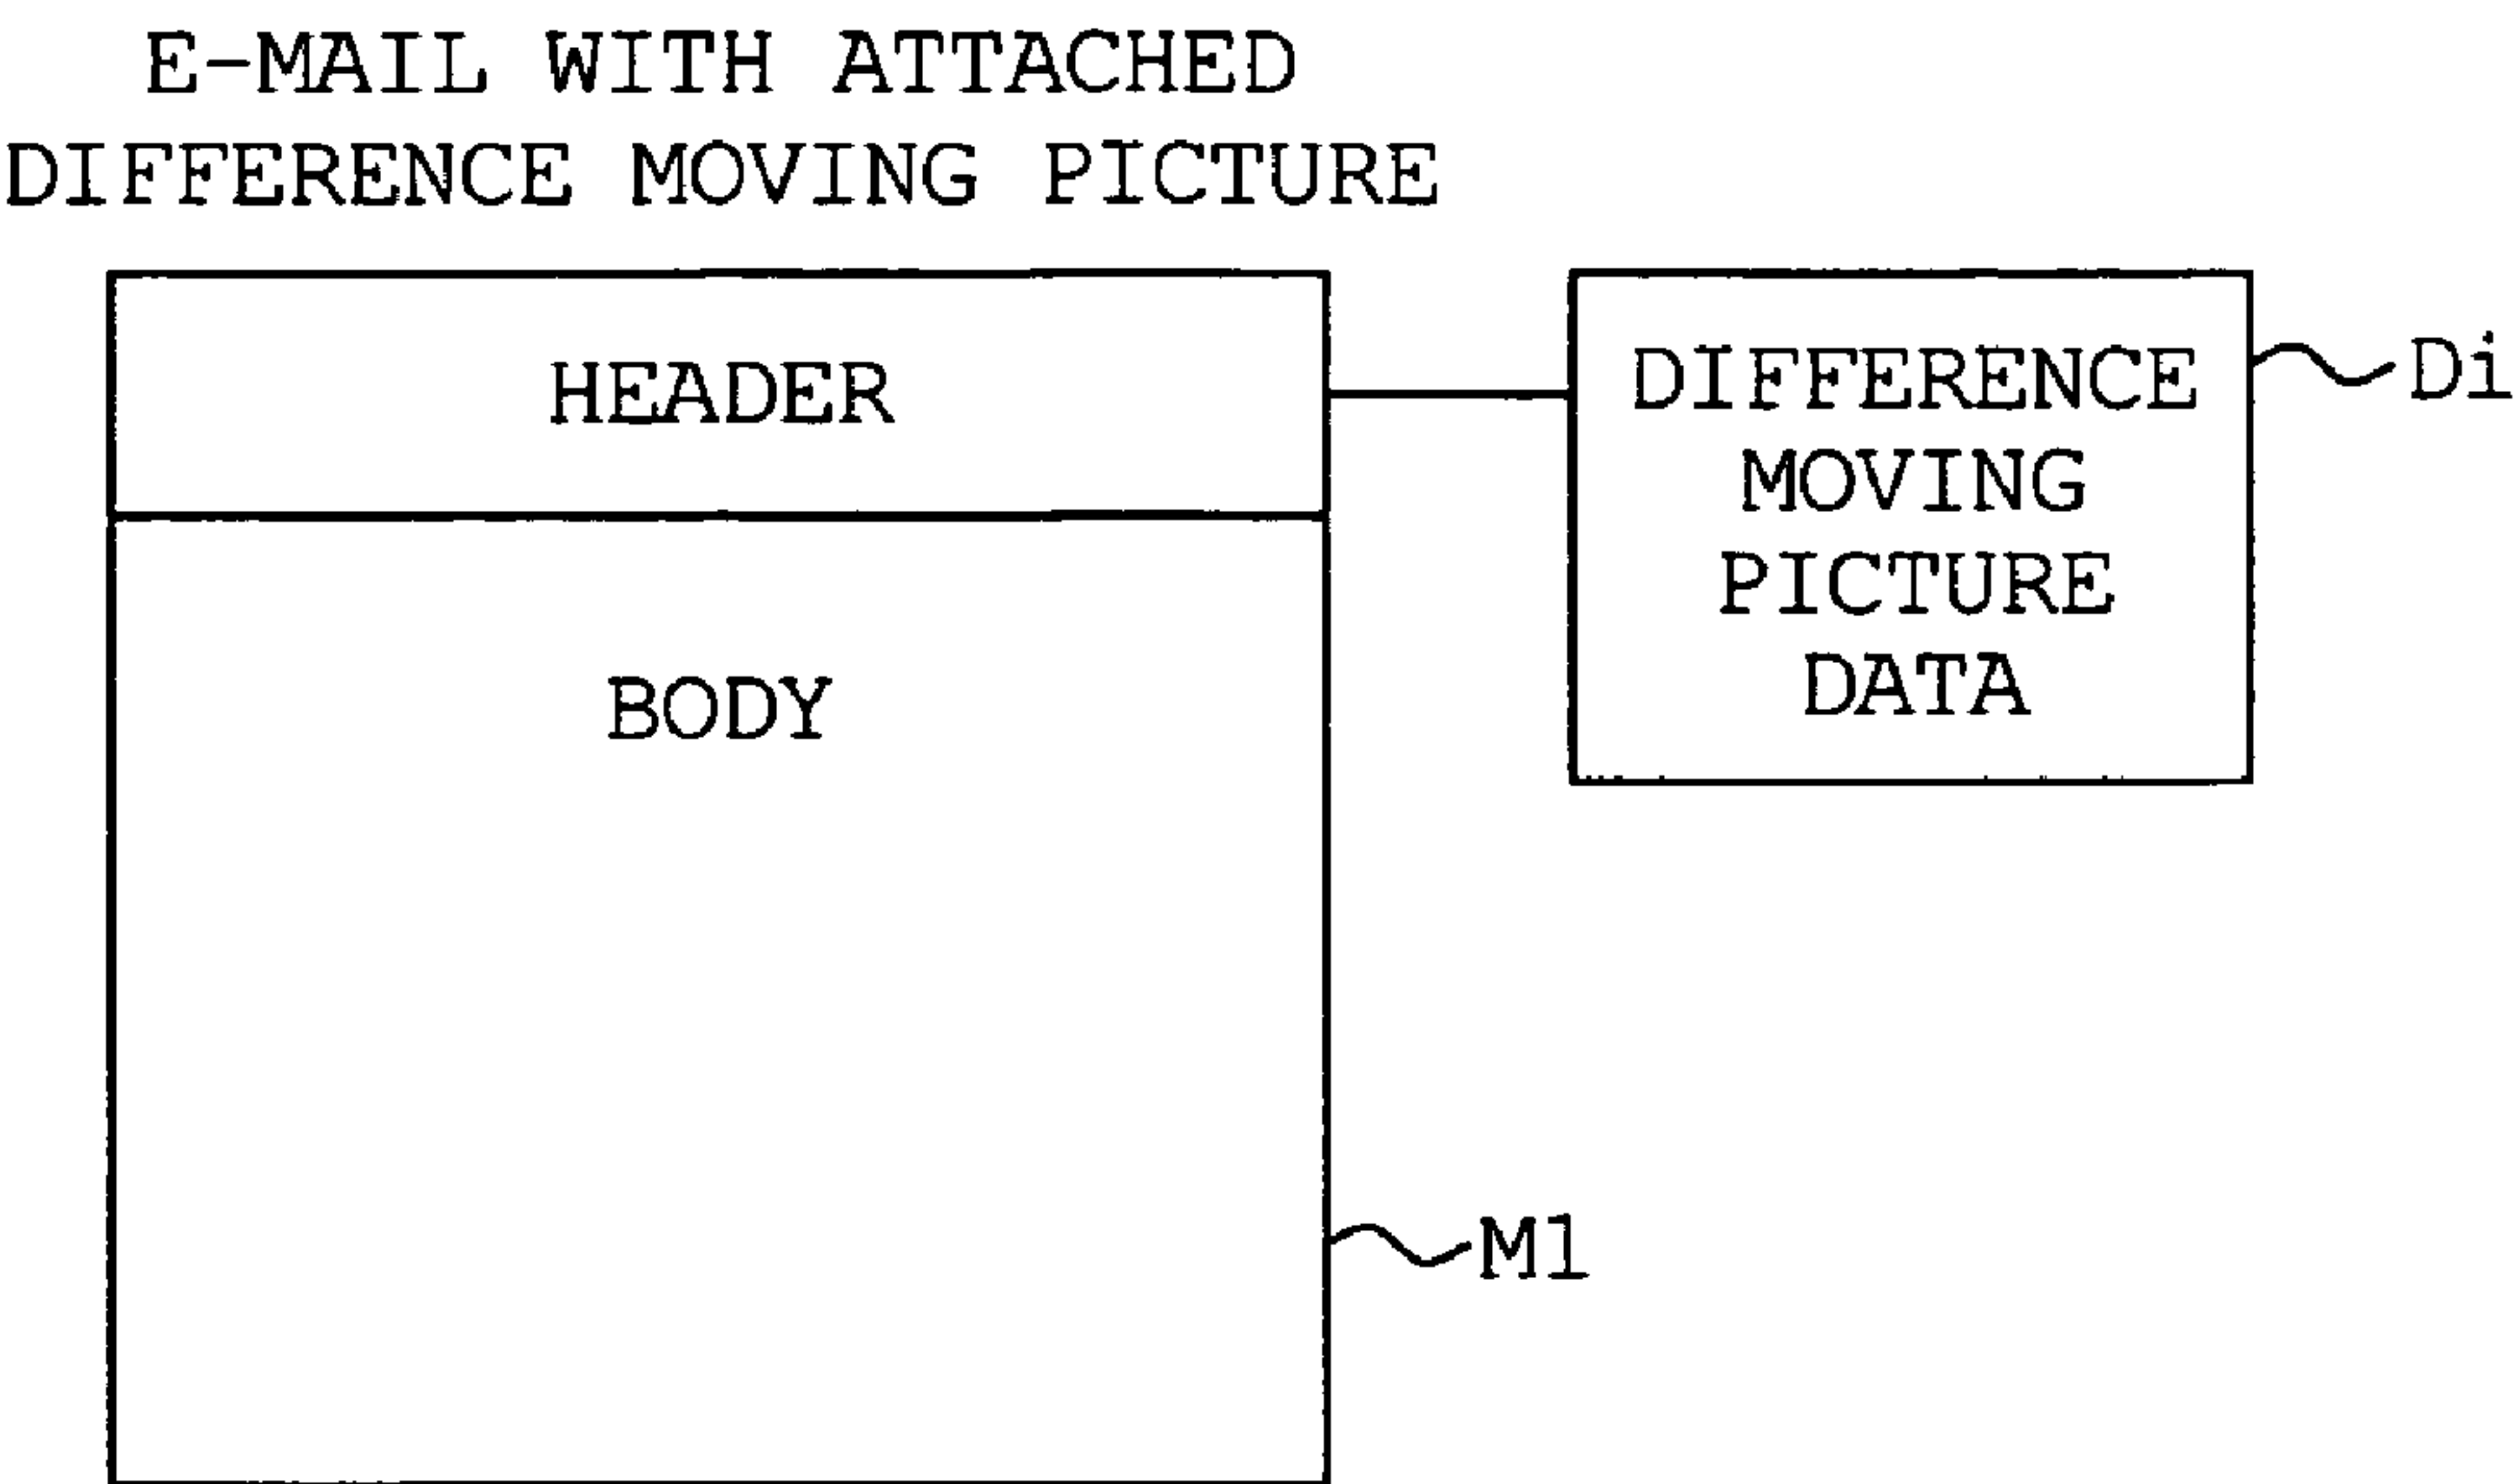 E-MAIL WITH ATTACHED
DIFFERENCE MOVING PICTURE
HEADER
BODY
DIFFERENCE
MOVING
PICTURE
DATA
Di
M1